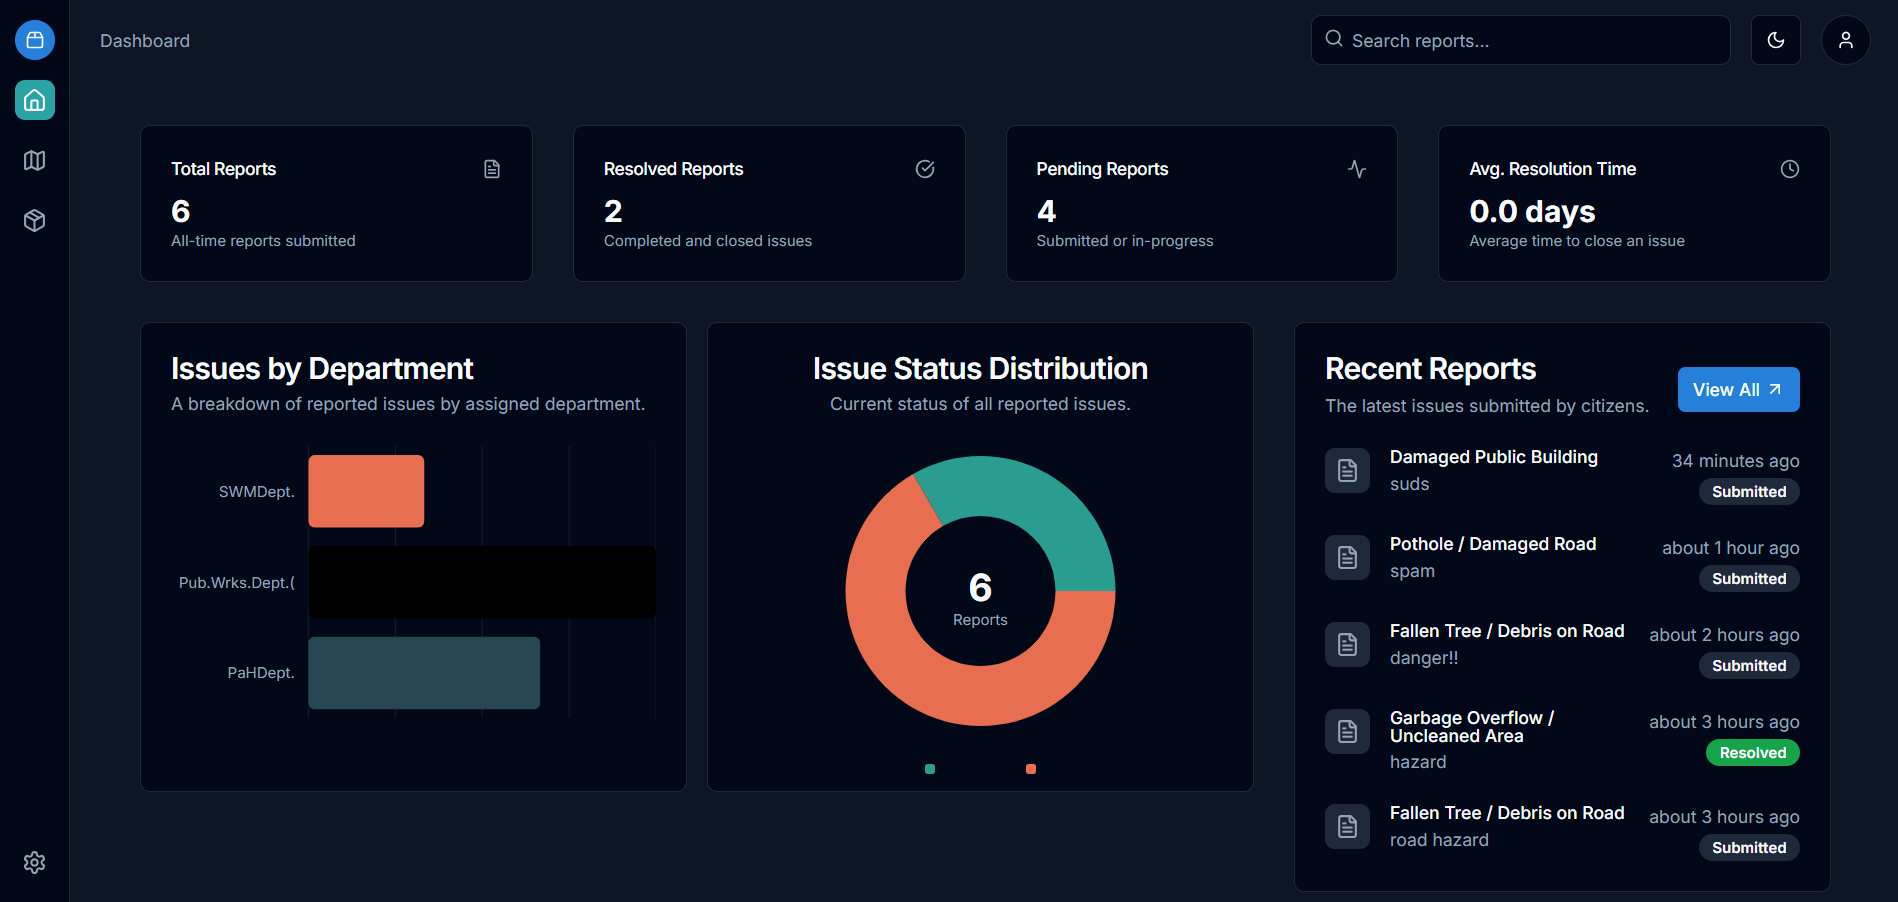 Dashboard
Search reports...
Total Reports
6
All-time reports submitted
Resolved Reports
2
Completed and closed issues
Pending Reports
4
Submitted or in-progress
Avg. Resolution Time
0.0 days
Average time to close an issue
Issues by Department
A breakdown of reported issues by assigned department.
SWMDept.
Pub.Wrks.Dept.(
PaHDept.
Issue Status Distribution
Current status of all reported issues.
6
Reports
Recent Reports
The latest issues submitted by citizens.
View All
Damaged Public Building
suds
34 minutes ago
Submitted
Pothole / Damaged Road
spam
about 1 hour ago
Submitted
Fallen Tree / Debris on Road
danger!!
about 2 hours ago
Submitted
Garbage Overflow /
Uncleaned Area
hazard
about 3 hours ago
Resolved
Fallen Tree / Debris on Road
road hazard
about 3 hours ago
Submitted